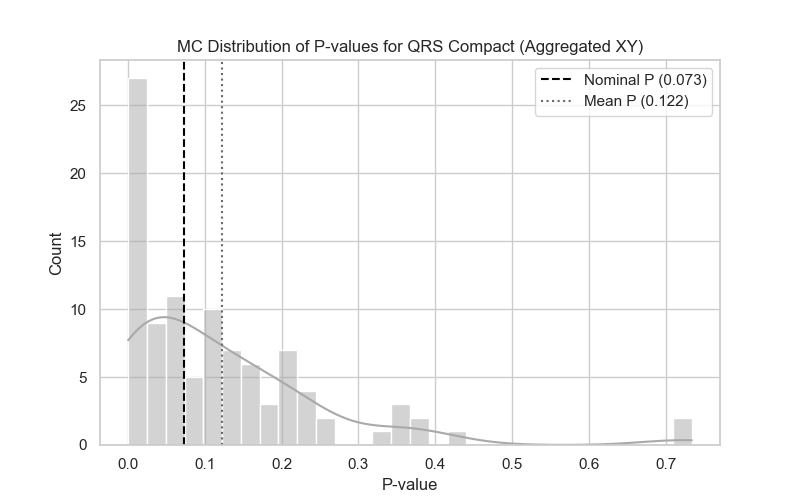 MC Distribution of P-values for QRS Compact (Aggregated XY)
Nominal P (0.073)
Mean P (0.122)
Count
25
20
15
10
5
0
0.0 0.1 0.2 0.3 0.4 0.5 0.6 0.7
P-value